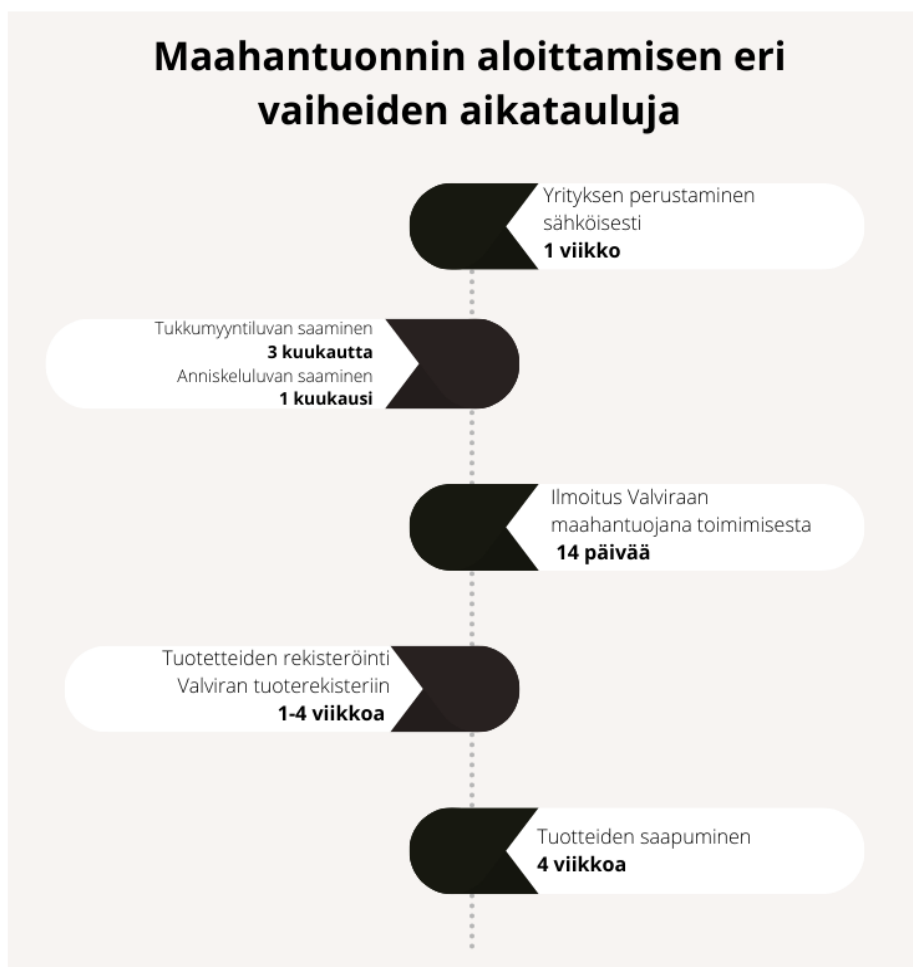 Maahantuonnin aloittamisen eri
vaiheiden aikatauluja
Yrityksen perustaminen
sähköisesti
1 viikko
Tukkumyyntiluvan saaminen
3 kuukautta
Anniskeluluvan saaminen
1 kuukausi
Ilmoitus Valviraan
maahantuojana toimimisesta
14 päivää
Tuotetteiden rekisteröinti
Valviran tuoterekisteriin
1-4 viikkoa
Tuotteiden saapuminen
4 viikkoa